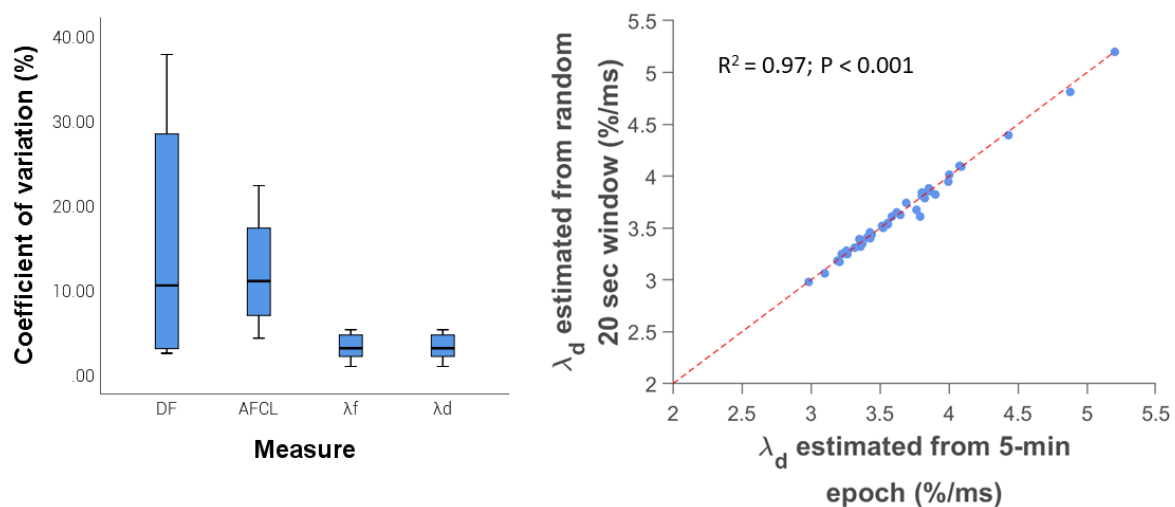 Coefficient of variation (%)
40.00
30.00
20.00
10.00
.00
DF AFCL λf λd
Measure
λd estimated from random
20 sec window (%/ms)
5.5
5
4.5
4
3.5
3
2.5
2
R² = 0.97; P < 0.001
2 2.5 3 3.5 4 4.5 5 5.5
λd estimated from 5-min
epoch (%/ms)